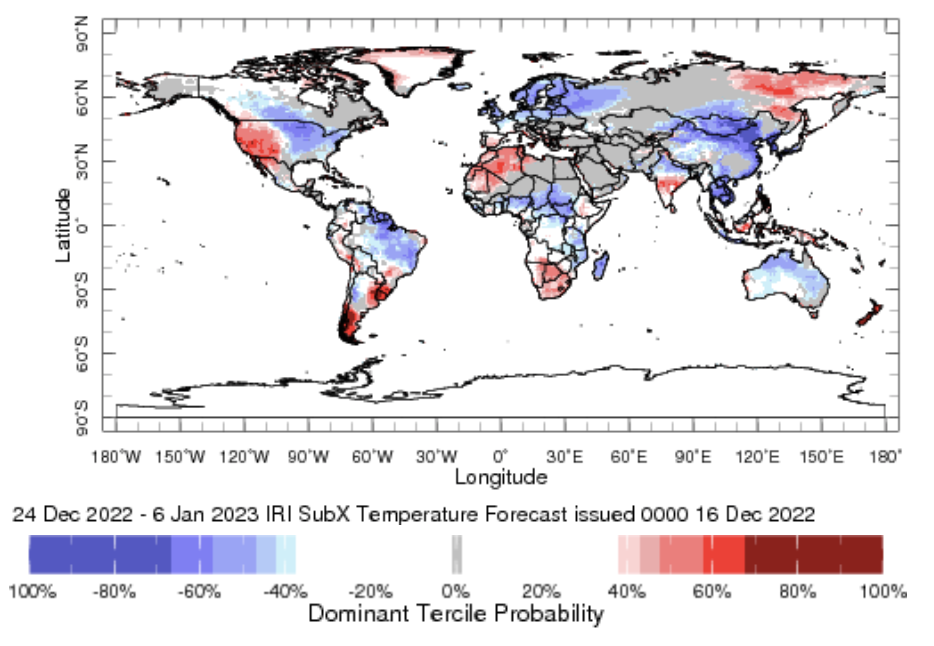 90°N
60°N
30°N
0°
30°S
60°S
90°S
Latitude
180°W 150°W 120°W 90°W 60°W 30°W 0° 30°E 60°E 90°E 120°E 150°E 180°
Longitude
24 Dec 2022 - 6 Jan 2023 IRI SubX Temperature Forecast issued 0000 16 Dec 2022
100% -80% -60% -40% -20% 0% 20% 40% 60% 80% 100%
Dominant Tercile Probability